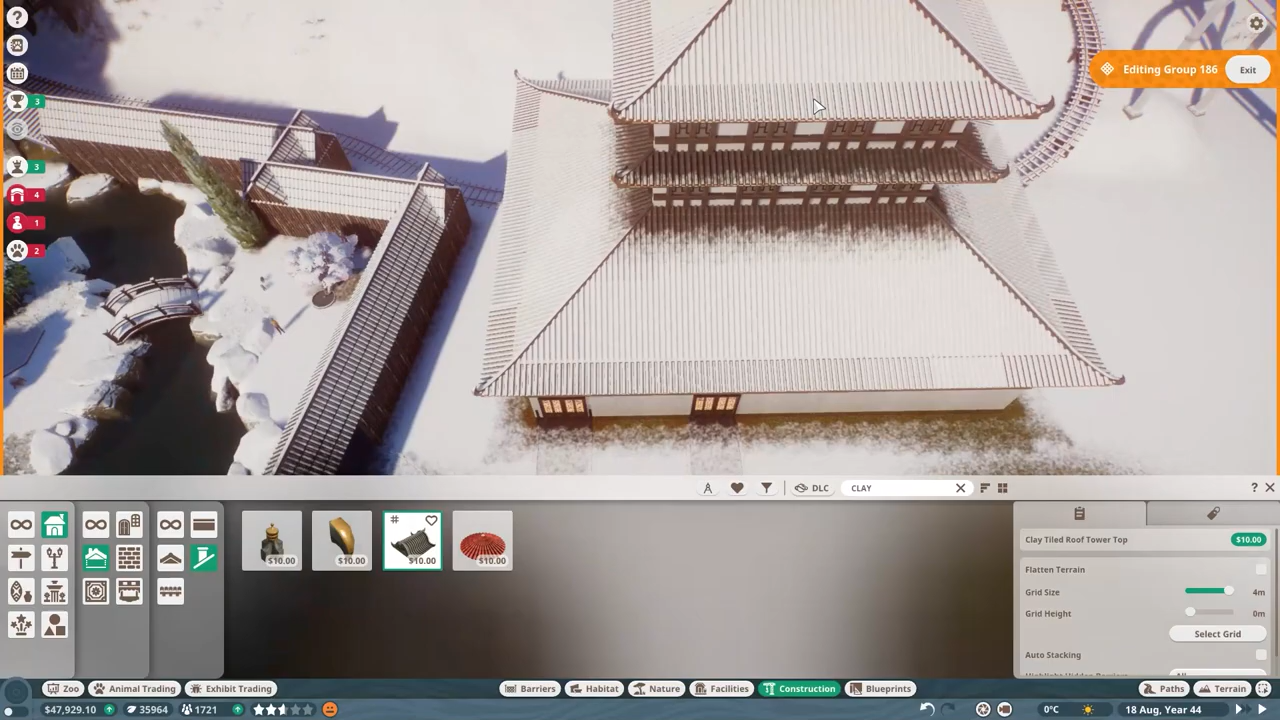 ?
Editing Group 186
Exit
3
3
4
1
2
DLC
CLAY
?
$10.00
$10.00
$10.00
$10.00
Clay Tiled Roof Tower Top
$10.00
Flatten Terrain
Grid Size
4m
Grid Height
0m
Select Grid
Auto Stacking
Zoo
Animal Trading
Exhibit Trading
Barriers
Habitat
Nature
Facilities
Construction
Blueprints
Paths
Terrain
$47,929.10
35964
1721
0°C
18 Aug, Year 44